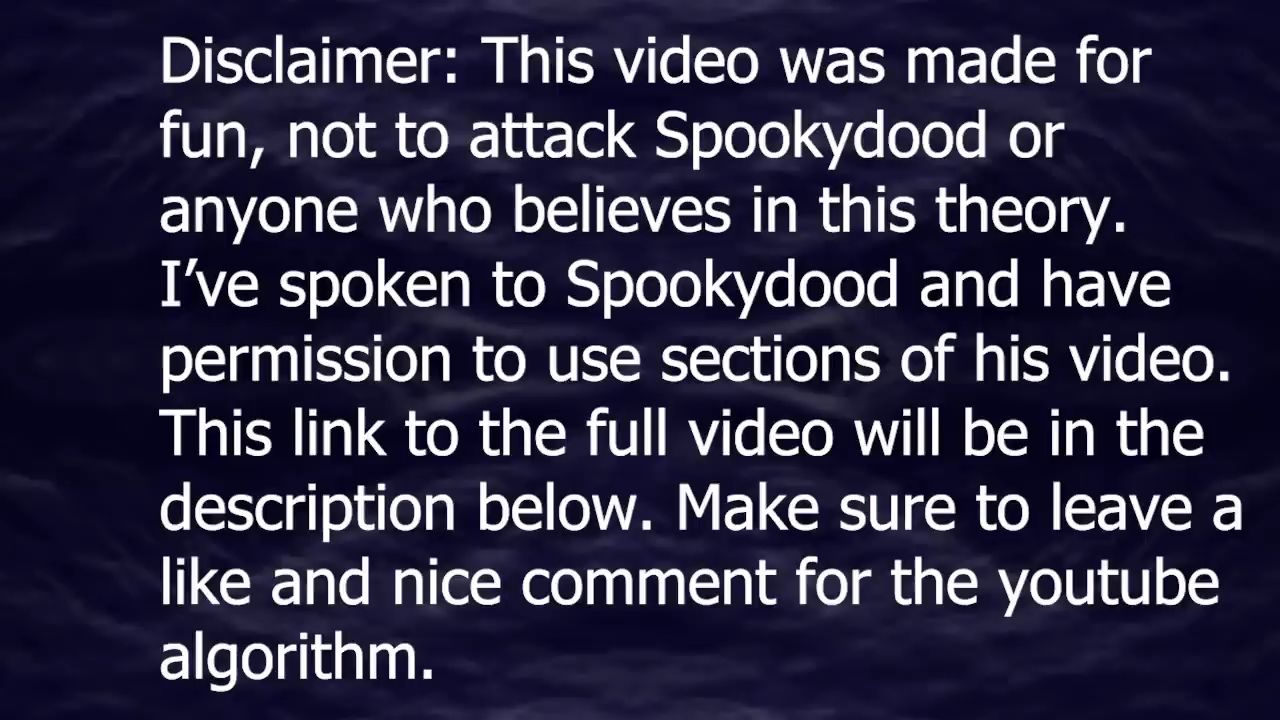 Disclaimer: This video was made for
fun, not to attack Spookydood or
anyone who believes in this theory.
I’ve spoken to Spookydood and have
permission to use sections of his video.
This link to the full video will be in the
description below. Make sure to leave a
like and nice comment for the youtube
algorithm.